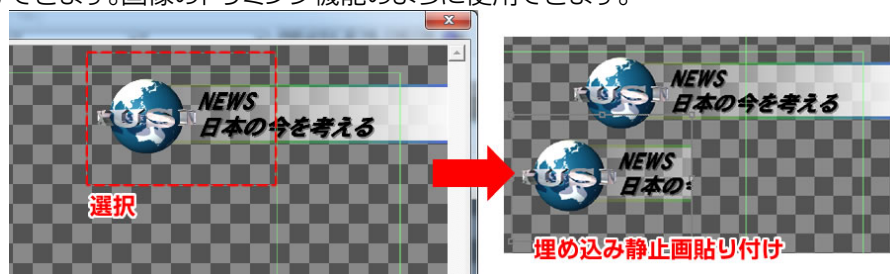 できます。画像のトリミング機能のように使用できます。
NEWS
日本の今を考える
選択
NEWS
日本の今を考える
NEWS
日本の
埋め込み静止画貼り付け